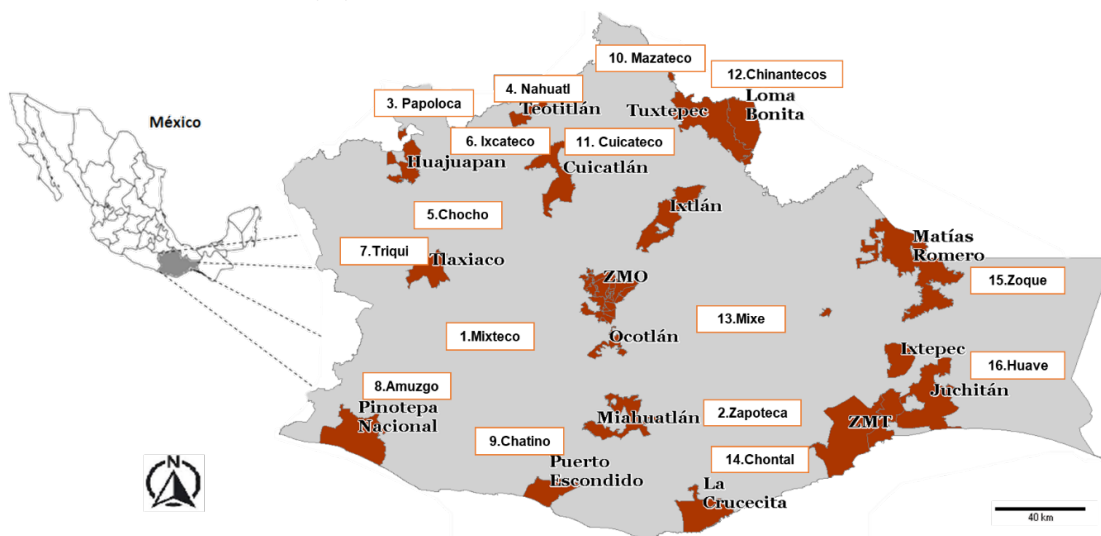 10. Mazateco
12.Chinantecos
4. Nahuatl
Teotitlán
3. Papoloca
Tuxtepec
Loma
Bonita
México
6. Ixcateco
11. Cuicateco
Huajuapan
Cuicatlán
Ixtlán
5.Chocho
7.Triqui
Tlaxiaco
Matías
Romero
ZMO
15.Zoque
13.Mixe
1.Mixteco
Ocotlán
Ixtepec
16.Huave
8.Amuzgo
Juchitán
Pinotepa
Nacional
Miahuatlán
2.Zapoteca
ZMT
9.Chatino
14.Chontal
Puerto
Escondido
N
La
Crucecita
40 km